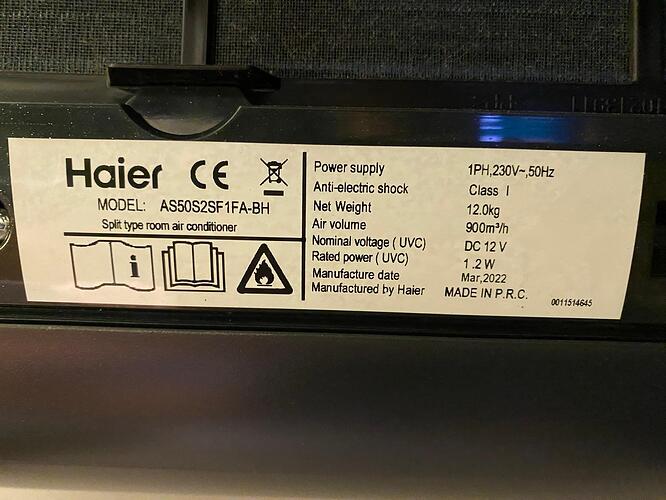 Haier CE
MODEL: AS50S2SF1FA-BH
Split type room air conditioner
Power supply 1PH,230V~,50Hz
Anti-electric shock Class I
Net Weight 12.0kg
Air volume 900m³/h
Nominal voltage ( UVC) DC 12 V
Rated power ( UVC) 1 .2 W
Manufacture date Mar,2022
Manufactured by Haier MADE IN P.R.C.
0011514645